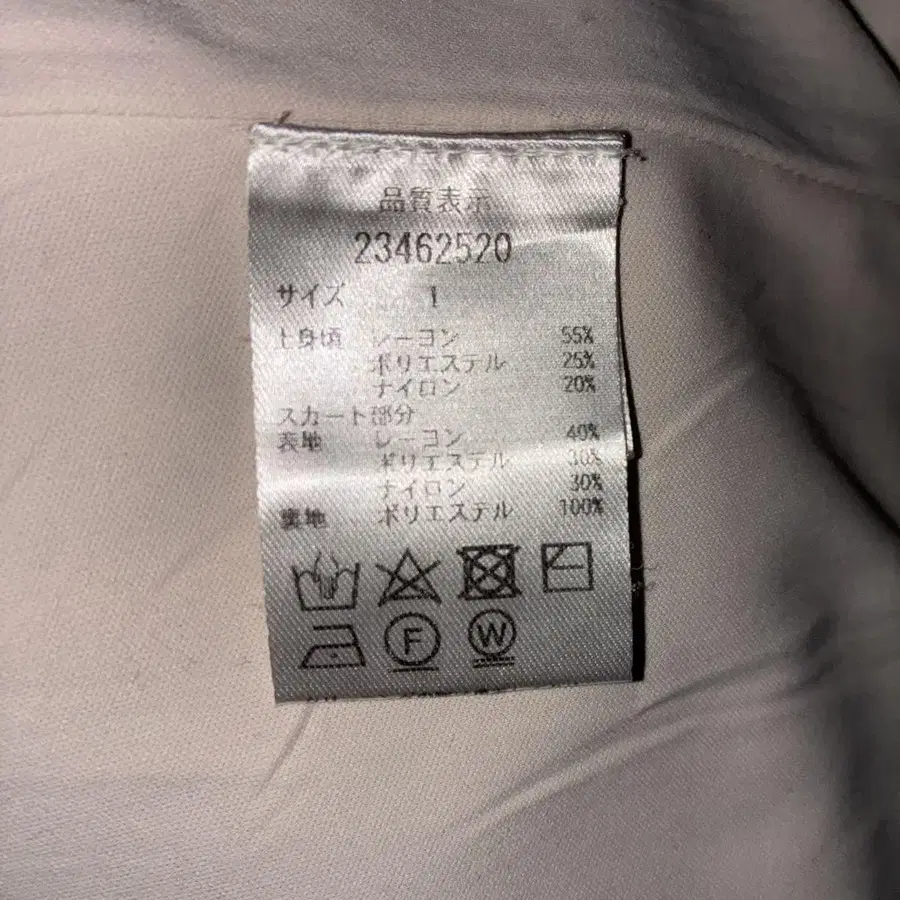 品質表示
23462520
サイズ 1
上身頃 レーヨン 55%
ポリエステル 25%
ナイロン 20%
スカート部分
表地 レーヨン 40%
ポリエステル 30%
ナイロン 30%
裏地 ポリエステル 100%
F W